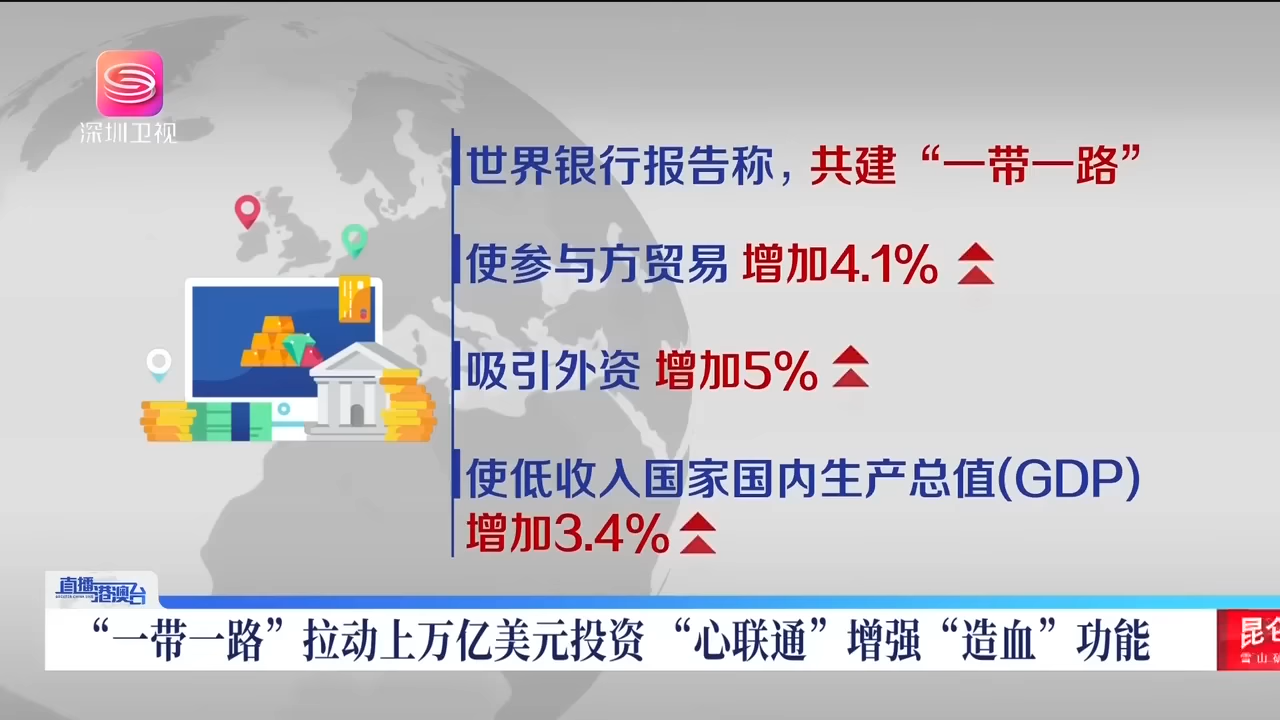 深圳卫视
世界银行报告称，共建“一带一路”
使参与方贸易 增加4.1%
吸引外资 增加5%
使低收入国家国内生产总值(GDP)
增加3.4%
直播港澳台
“一带一路”拉动上万亿美元投资 “心联通”增强“造血”功能
昆仑
雪山矿